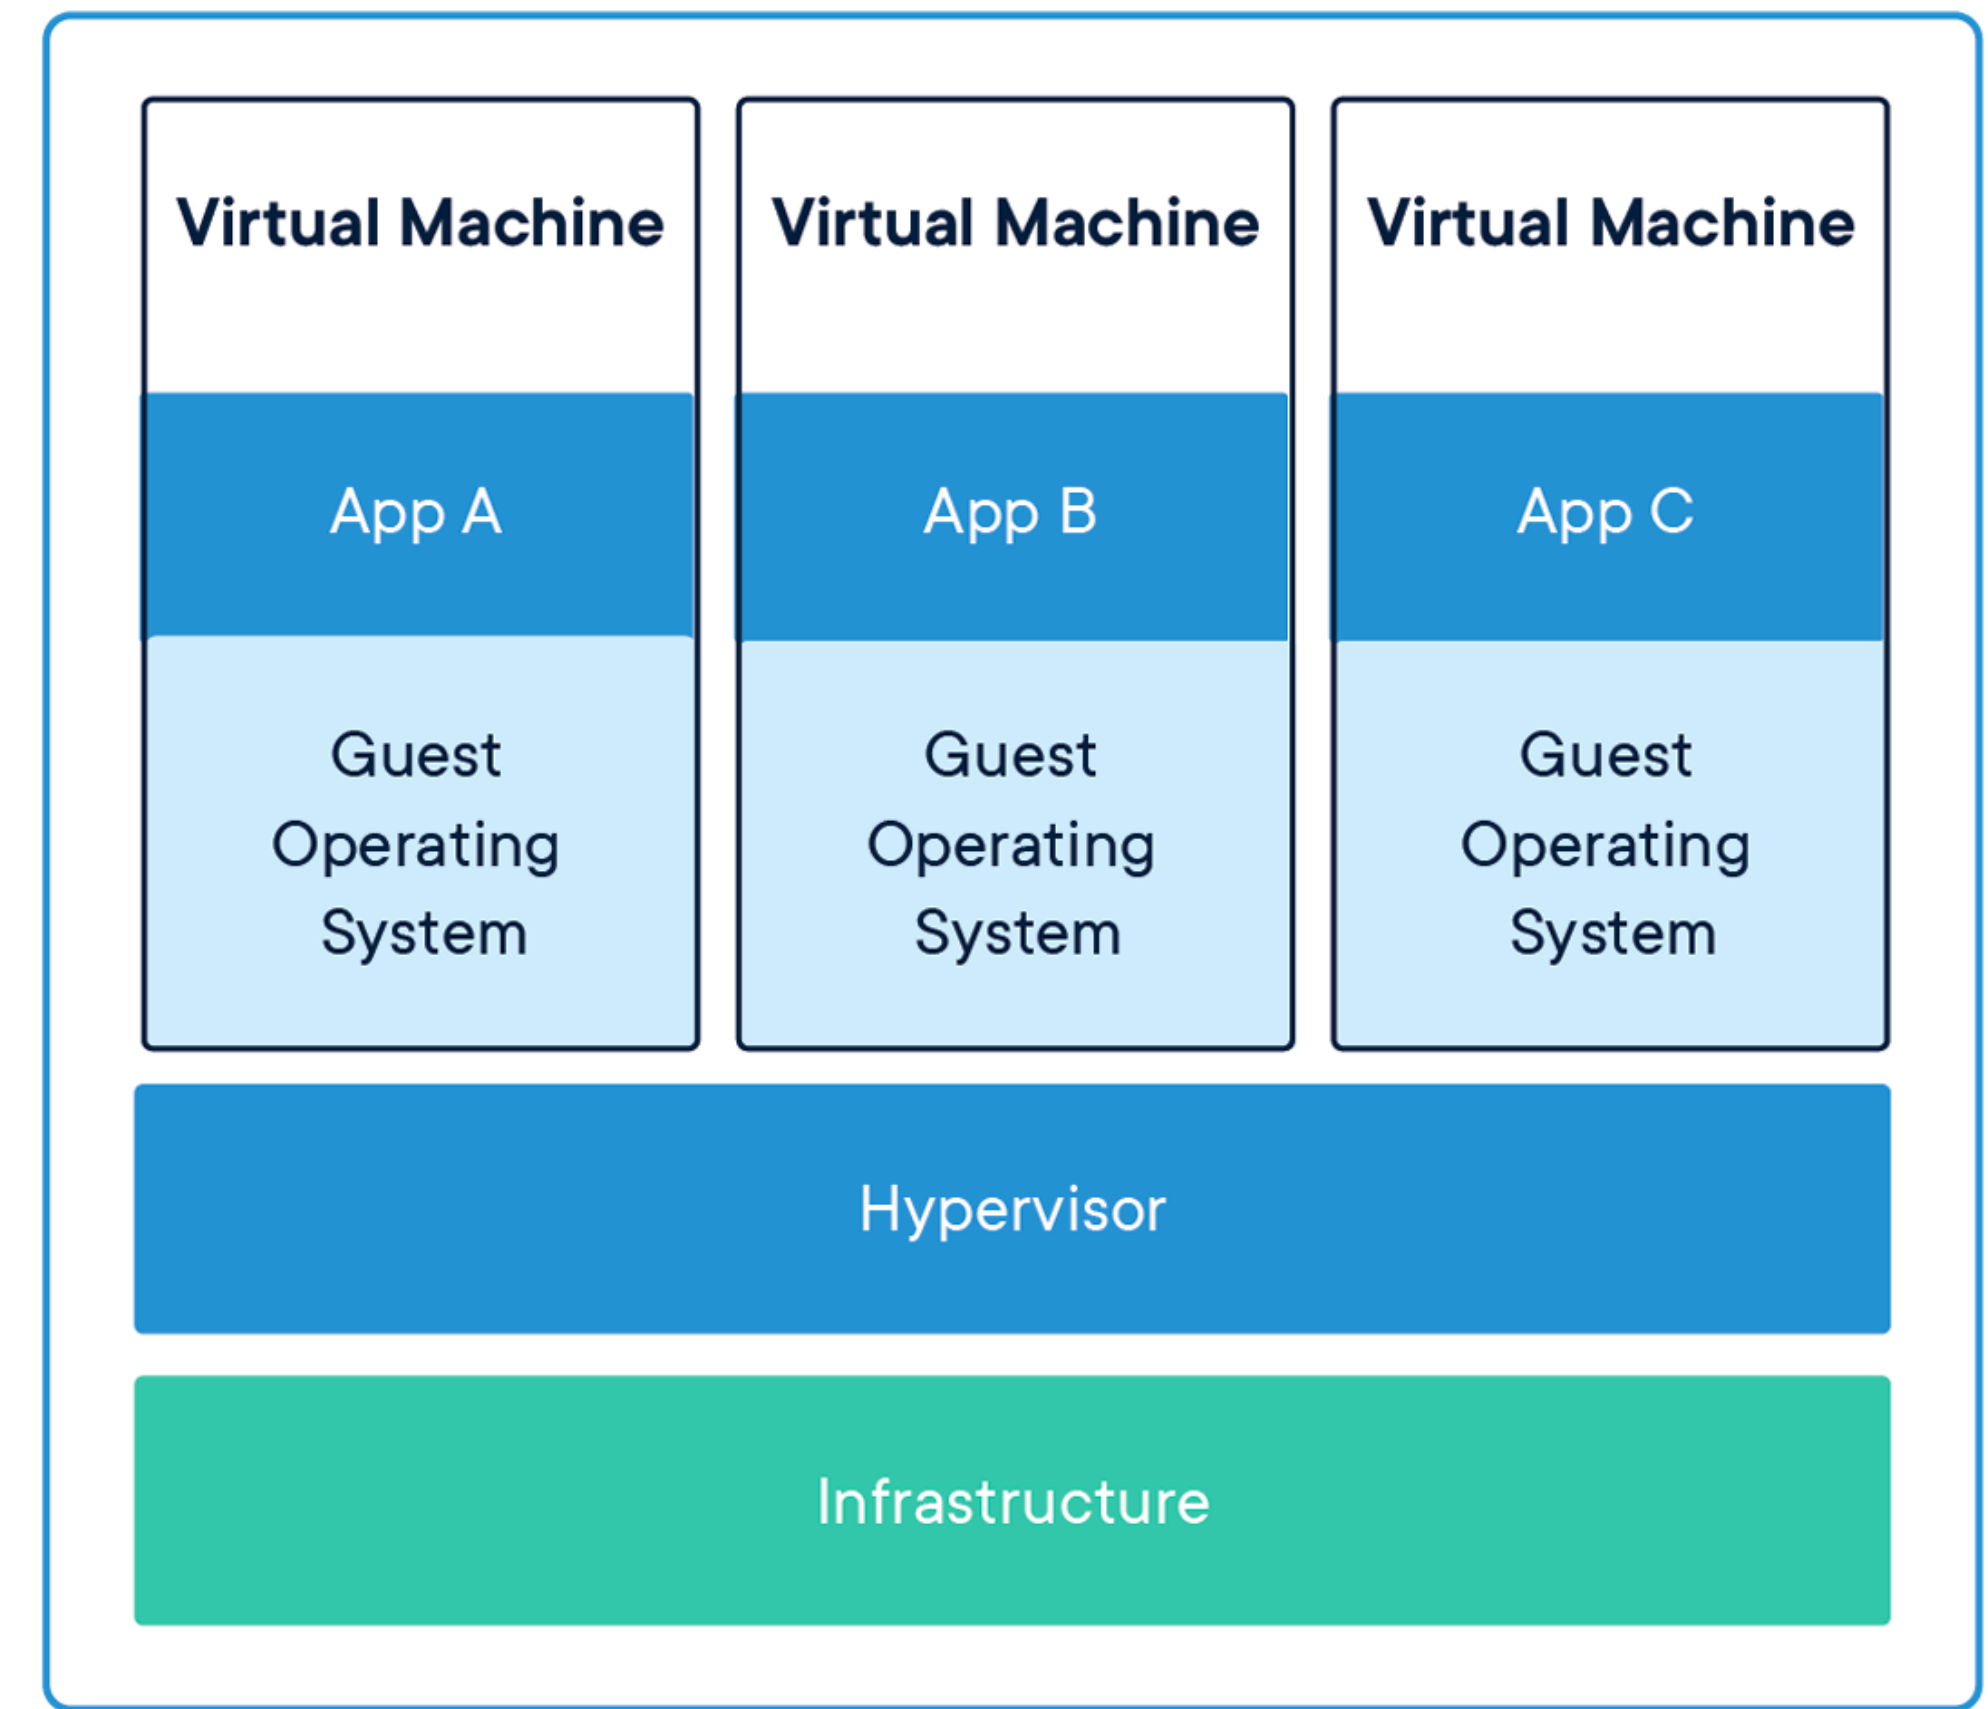 Virtual Machine
Virtual Machine
Virtual Machine
App A
App B
App C
Guest
Operating
System
Guest
Operating
System
Guest
Operating
System
Hypervisor
Infrastructure